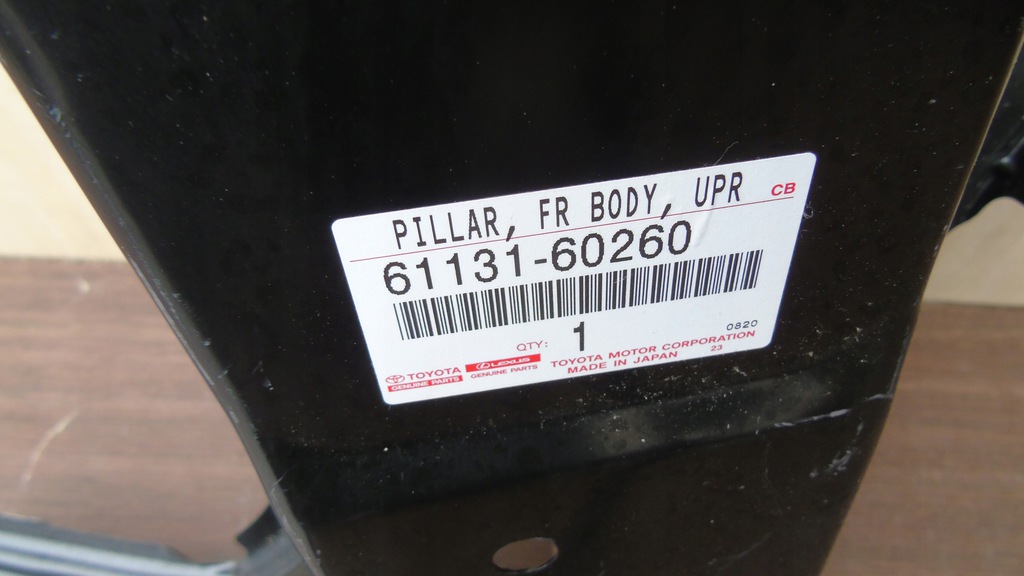 PILLAR, FR BODY, UPR CB
61131-60260
QTY: 1 0820
TOYOTA LEXUS TOYOTA MOTOR CORPORATION
GENUINE PARTS GENUINE PARTS MADE IN JAPAN 23